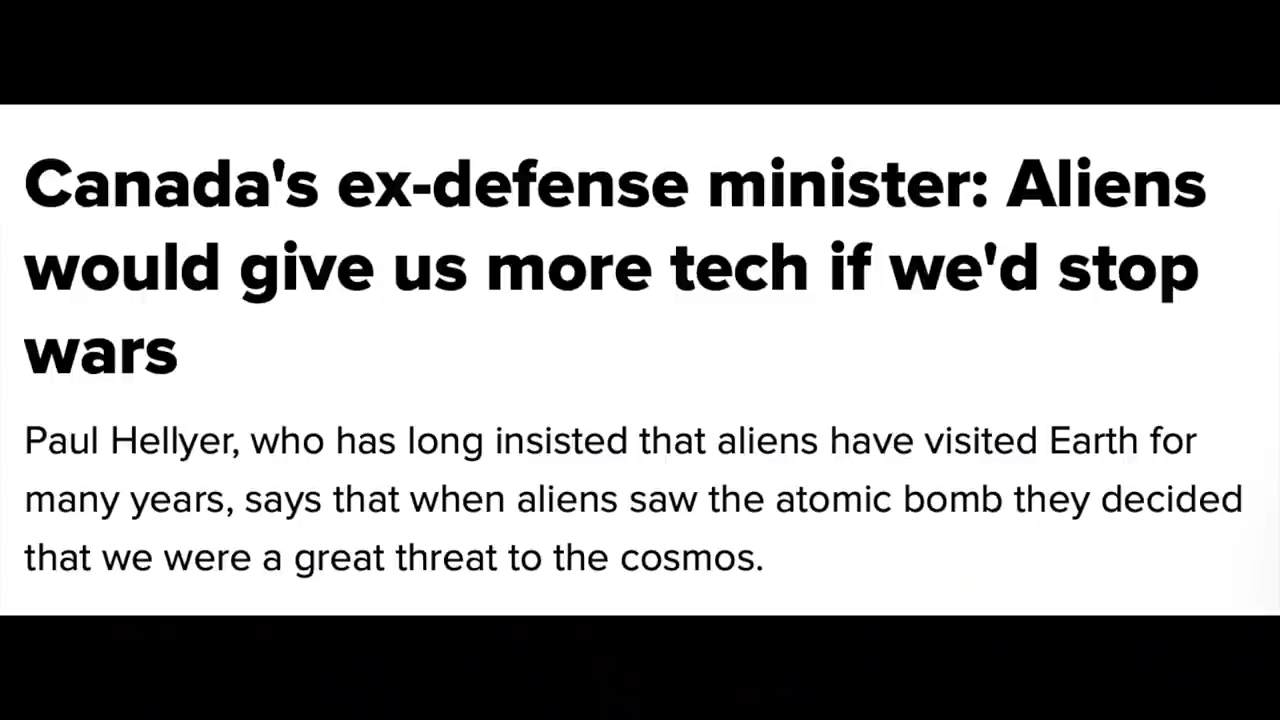 Canada's ex-defense minister: Aliens
would give us more tech if we'd stop
wars
Paul Hellyer, who has long insisted that aliens have visited Earth for
many years, says that when aliens saw the atomic bomb they decided
that we were a great threat to the cosmos.